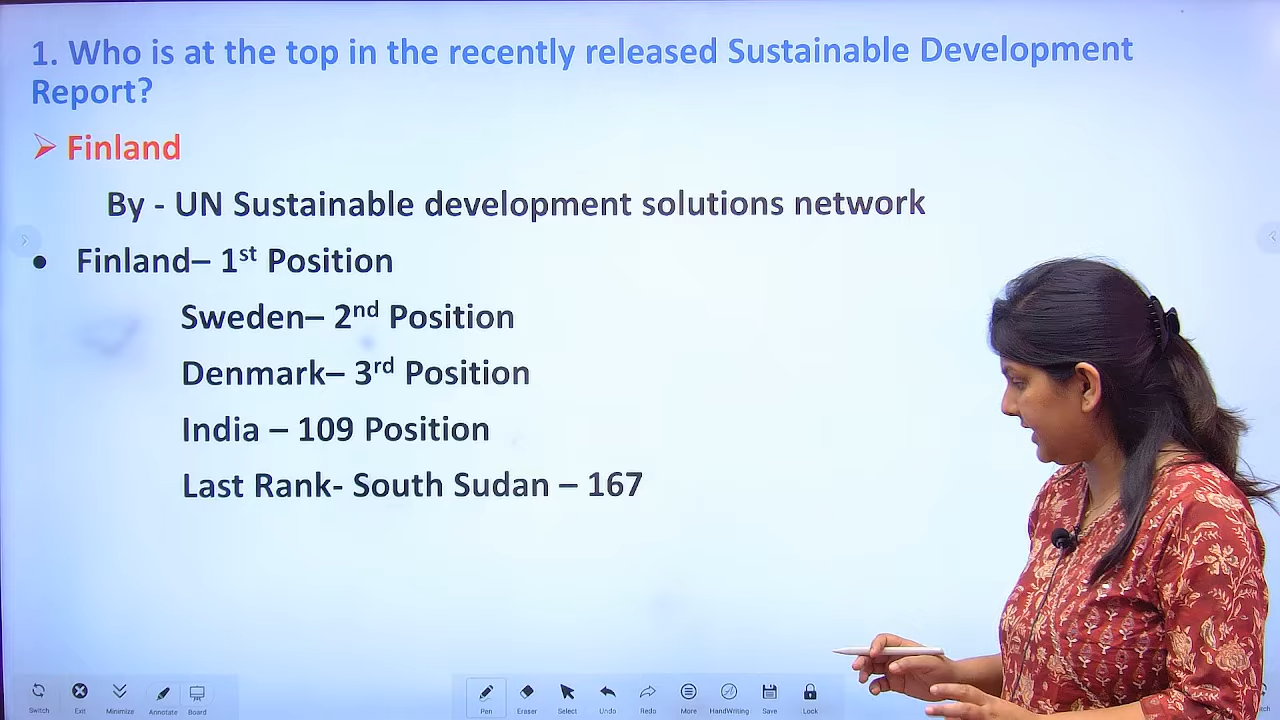 1. Who is at the top in the recently released Sustainable Development
Report?
➢ Finland
By - UN Sustainable development solutions network
• Finland– 1st Position
Sweden– 2nd Position
Denmark– 3rd Position
India – 109 Position
Last Rank- South Sudan – 167
Switch Exit Minimize Annotate Board Pen Eraser Select Undo Redo More HandWriting Save Lock